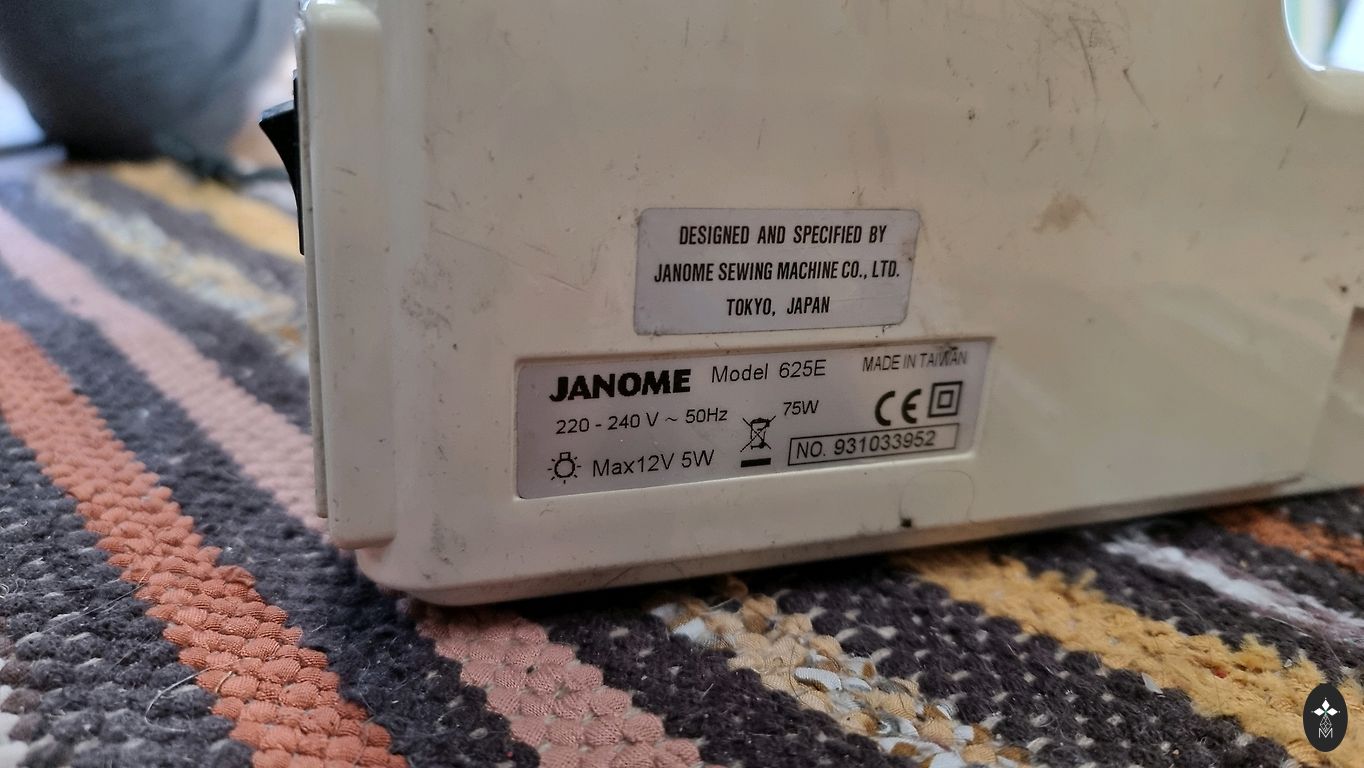 DESIGNED AND SPECIFIED BY
JANOME SEWING MACHINE CO., LTD.
TOKYO, JAPAN
JANOME Model 625E MADE IN TAIWAN
220 - 240 V ~ 50Hz 75W CE
Max12V 5W NO. 931033952
M